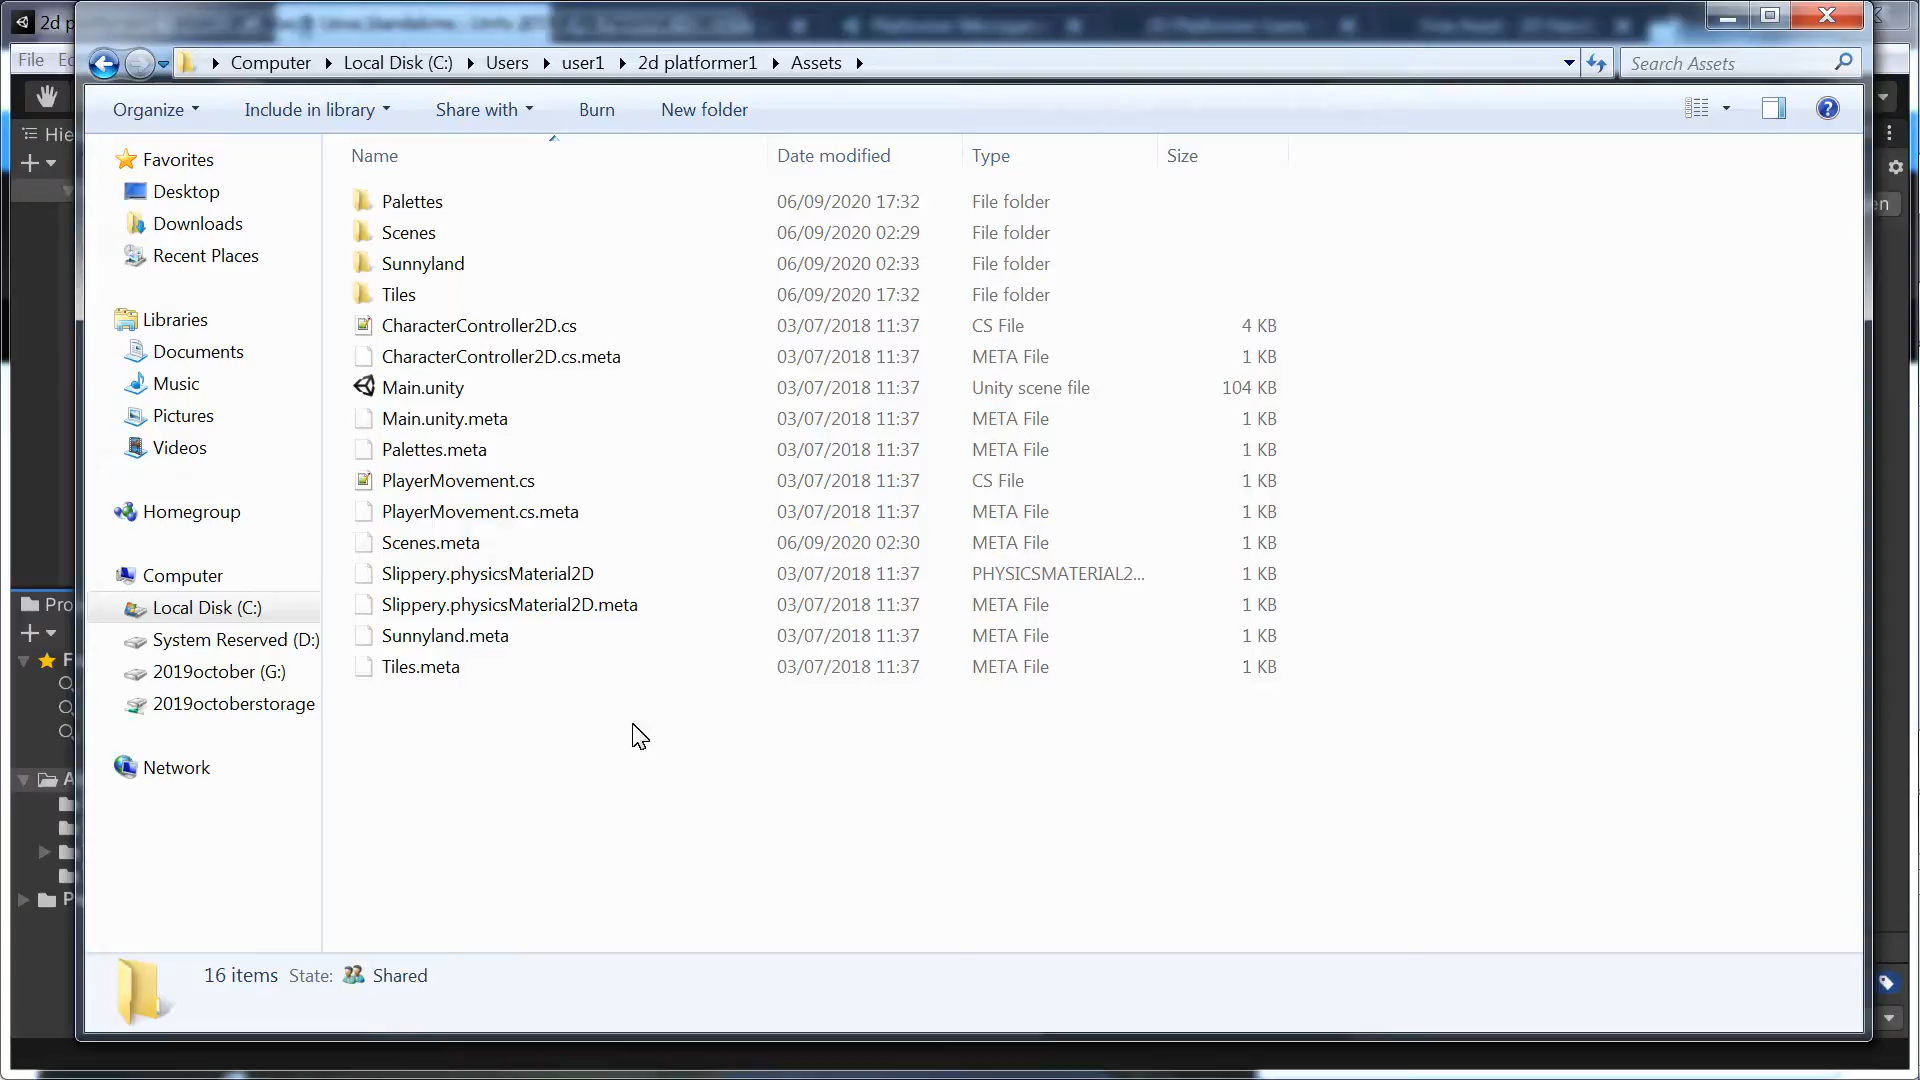 2d p
File
Computer Local Disk (C:) Users user1 2d platformer1 Assets
Search Assets
Organize Include in library Share with Burn New folder
Hie
Favorites
Desktop
Downloads
Recent Places
Libraries
Documents
Music
Pictures
Videos
Homegroup
Computer
Local Disk (C:)
System Reserved (D:)
2019october (G:)
2019octoberstorage
Network
Pro
Name Date modified Type Size
Palettes 06/09/2020 17:32 File folder
Scenes 06/09/2020 02:29 File folder
Sunnyland 06/09/2020 02:33 File folder
Tiles 06/09/2020 17:32 File folder
CharacterController2D.cs 03/07/2018 11:37 CS File 4 KB
CharacterController2D.cs.meta 03/07/2018 11:37 META File 1 KB
Main.unity 03/07/2018 11:37 Unity scene file 104 KB
Main.unity.meta 03/07/2018 11:37 META File 1 KB
Palettes.meta 03/07/2018 11:37 META File 1 KB
PlayerMovement.cs 03/07/2018 11:37 CS File 1 KB
PlayerMovement.cs.meta 03/07/2018 11:37 META File 1 KB
Scenes.meta 06/09/2020 02:30 META File 1 KB
Slippery.physicsMaterial2D 03/07/2018 11:37 PHYSICSMATERIAL2... 1 KB
Slippery.physicsMaterial2D.meta 03/07/2018 11:37 META File 1 KB
Sunnyland.meta 03/07/2018 11:37 META File 1 KB
Tiles.meta 03/07/2018 11:37 META File 1 KB
16 items State: Shared